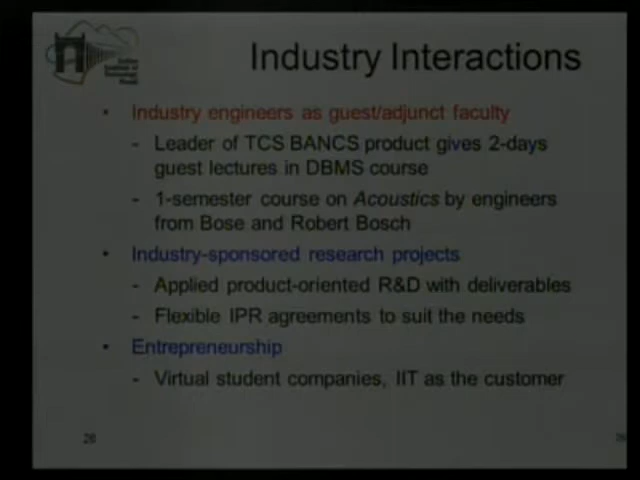 Industry Interactions
• Industry engineers as guest/adjunct faculty
- Leader of TCS BANCS product gives 2-days
guest lectures in DBMS course
- 1-semester course on Acoustics by engineers
from Bose and Robert Bosch
• Industry-sponsored research projects
- Applied product-oriented R&D with deliverables
- Flexible IPR agreements to suit the needs
• Entrepreneurship
- Virtual student companies, IIT as the customer